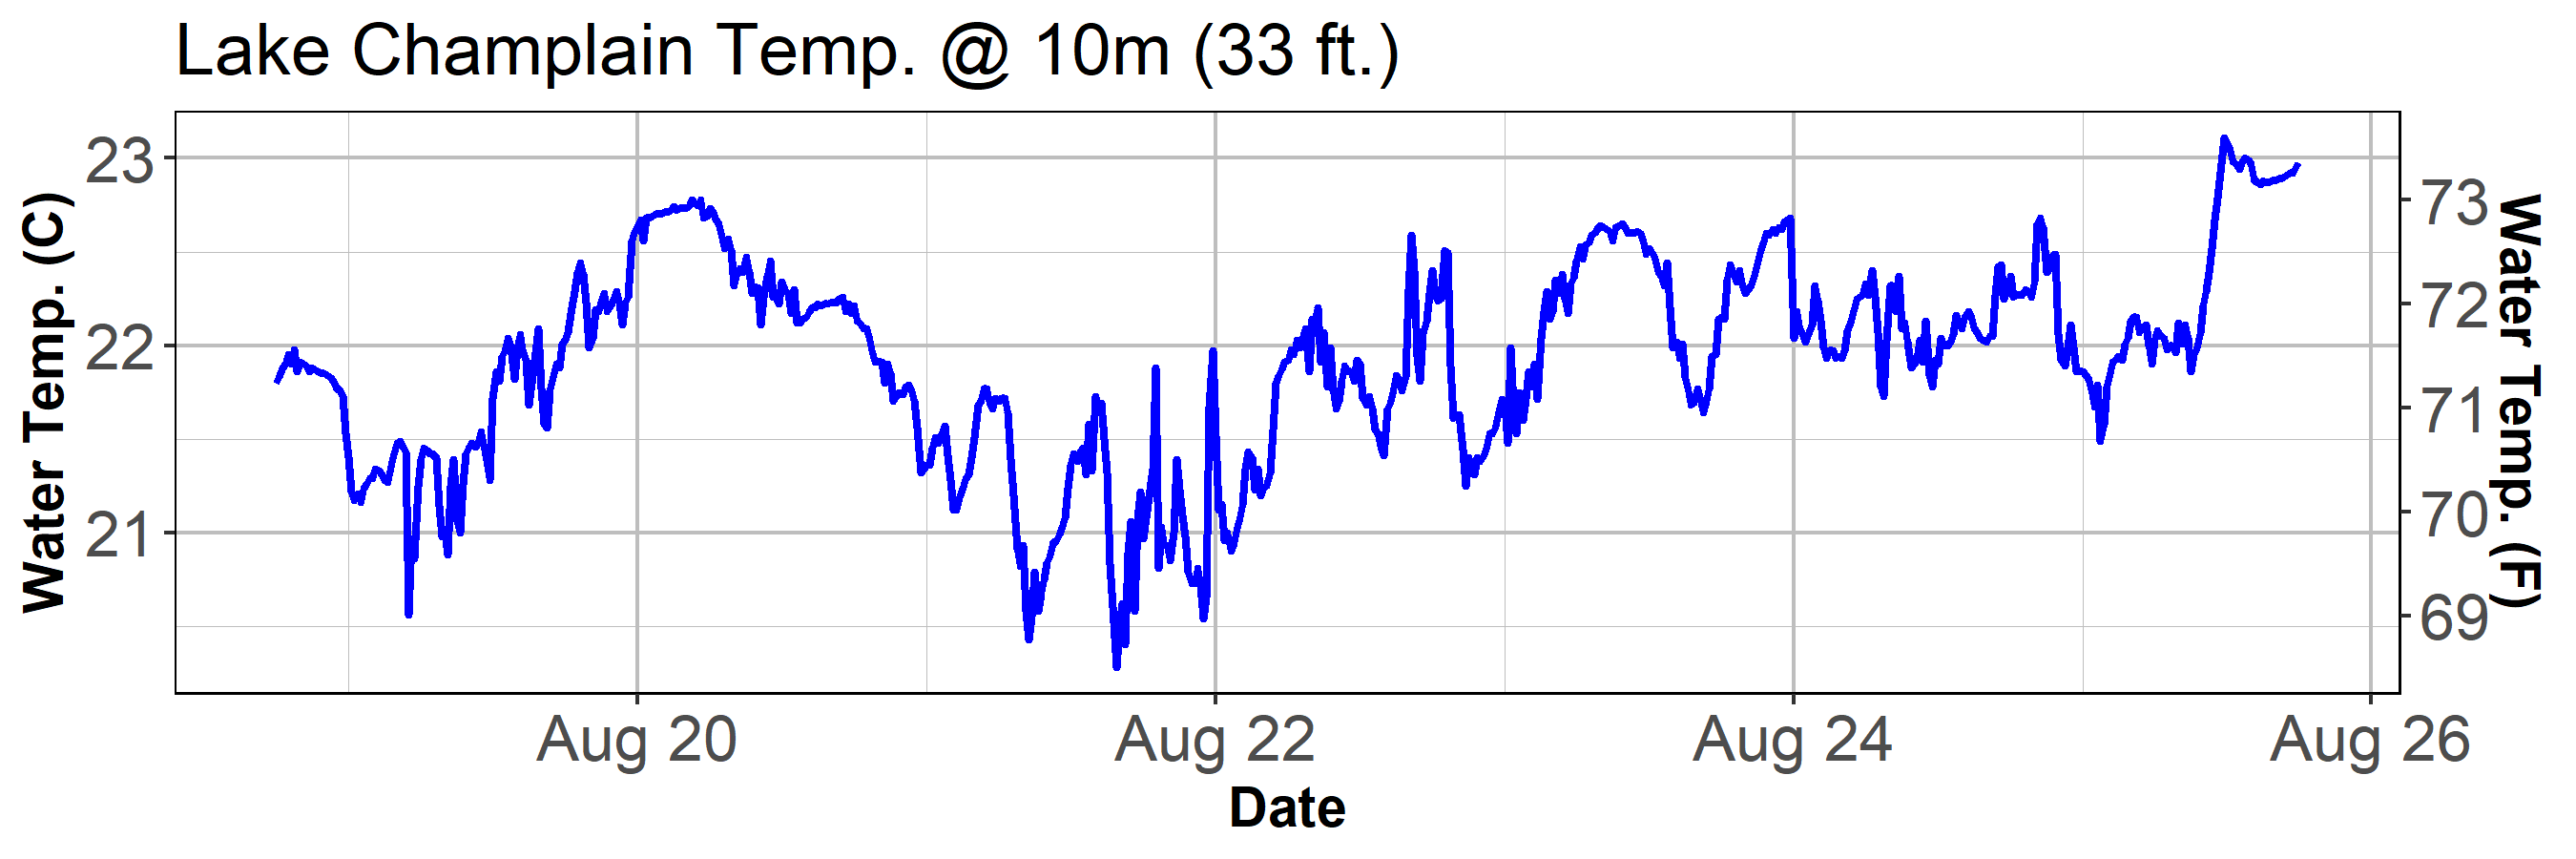 Lake Champlain Temp. @ 10m (33 ft.)
Water Temp. (C)
23
22
21
73
72
71
70
69
Water Temp. (F)
Aug 20 Aug 22 Aug 24 Aug 26
Date